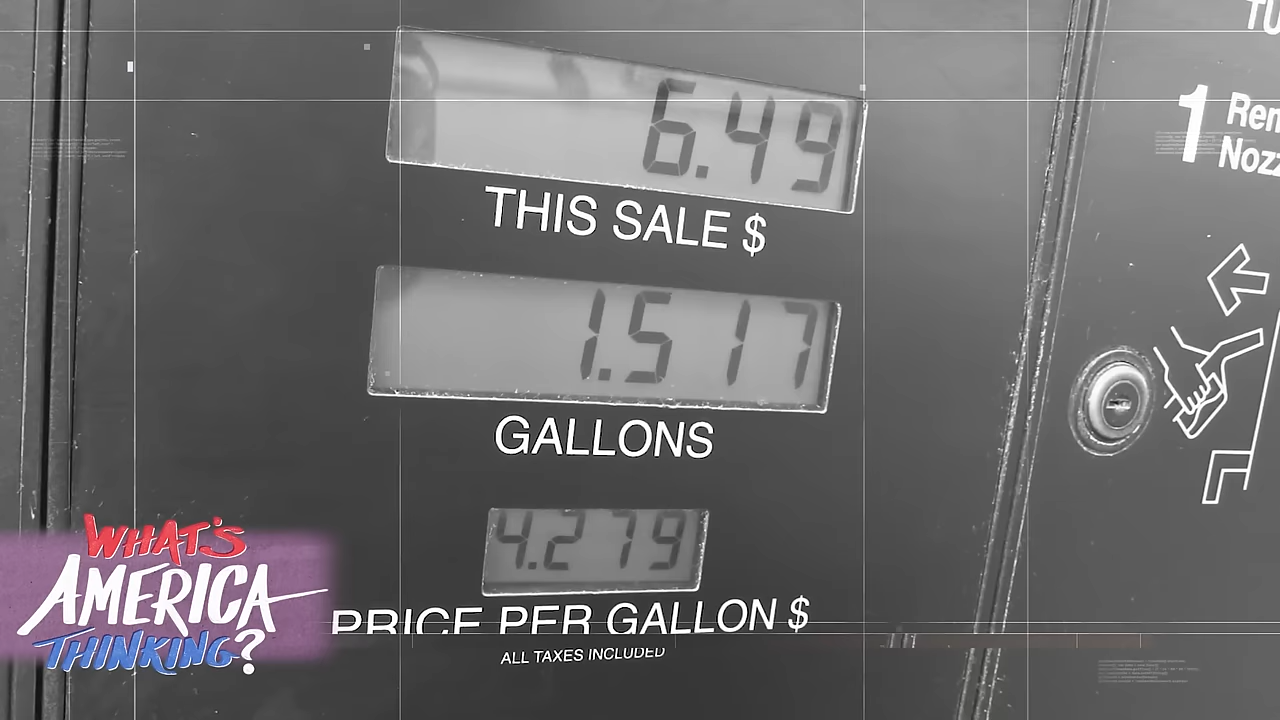 6.49
THIS SALE $
1.517
GALLONS
4.279
PRICE PER GALLON $
ALL TAXES INCLUDED
TU
1 Rem
Nozz
WHAT'S
AMERICA
THINKING?